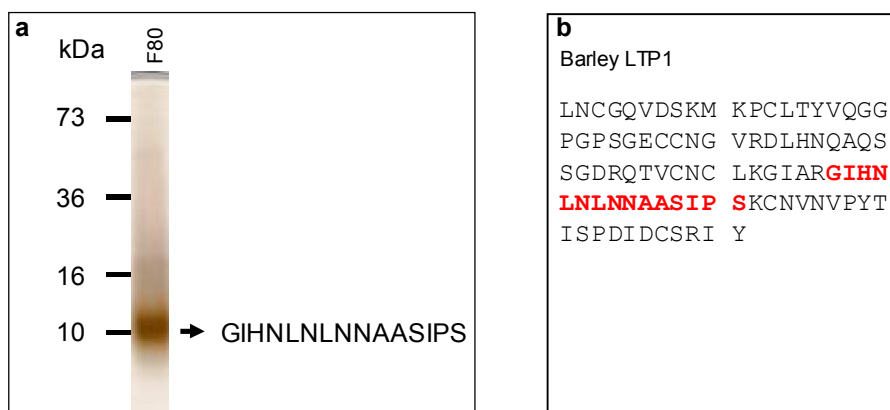 a
kDa
F80
73
36
16
10
GIHNLNLNNAASIPS
b
Barley LTP1
LNCGQVDSKM KPCLTYVQGG
PGPSGECCNG VRDLHNQAQS
SGDRQTVCNC LKGIARGIHN
LNLNNAASIP SKCNVNVPYT
ISPDIDCSRI Y